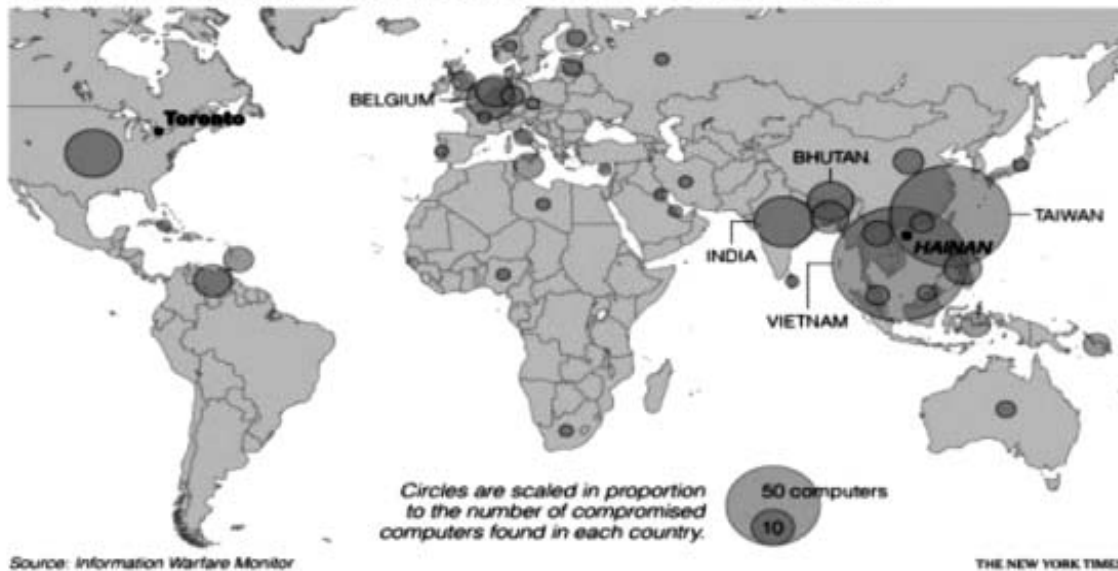 Toronto
BELGIUM
BHUTAN
TAIWAN
INDIA
HAINAN
VIETNAM
Circles are scaled in proportion
to the number of compromised
computers found in each country.
50 computers
10
Source: Information Warfare Monitor
THE NEW YORK TIMES